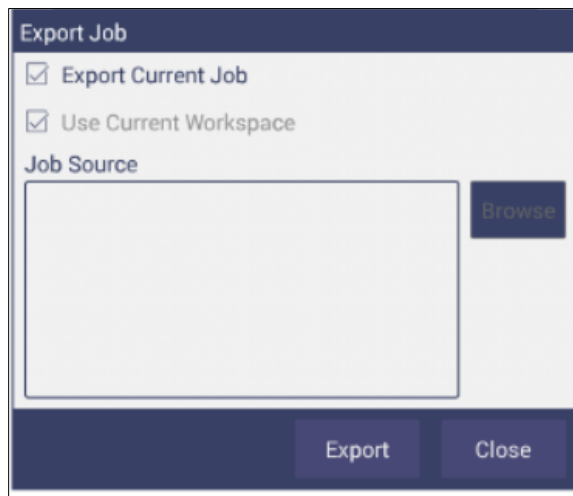 Export Job
Export Current Job
Use Current Workspace
Job Source
Browse
Export Close